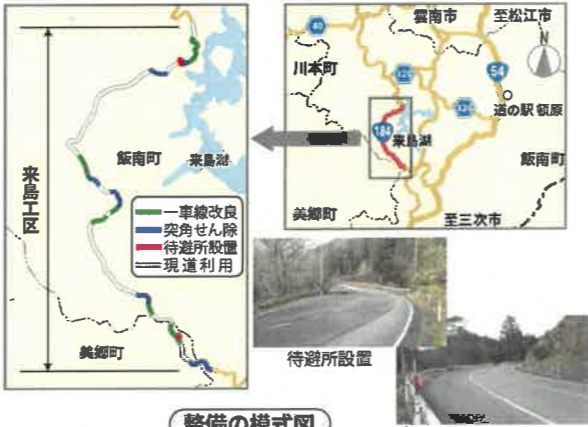 来島工区
飯南町
来島湖
一車線改良
突角せん除
待避所設置
現道利用
美郷町
40
雲南市
至松江市
N
川本町
54
道の駅 頓原
184
来島湖
飯南町
美郷町
至三次市
待避所設置
整備の模式図